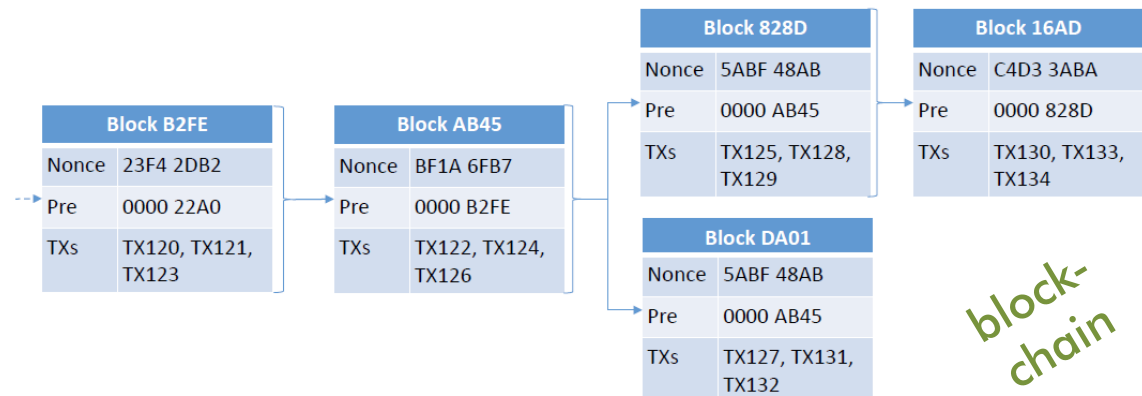 Block B2FE
Nonce 23F4 2DB2
Pre 0000 22A0
TXs TX120, TX121,
TX123
Block AB45
Nonce BF1A 6FB7
Pre 0000 B2FE
TXs TX122, TX124,
TX126
Block 828D
Nonce 5ABF 48AB
Pre 0000 AB45
TXs TX125, TX128,
TX129
Block 16AD
Nonce C4D3 3ABA
Pre 0000 828D
TXs TX130, TX133,
TX134
Block DA01
Nonce 5ABF 48AB
Pre 0000 AB45
TXs TX127, TX131,
TX132
block-
chain